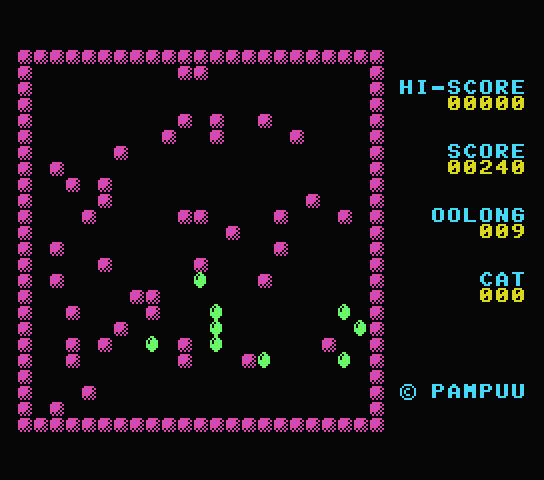 HI-SCORE
00000
SCORE
00240
OOLONG
009
CAT
000
© PAMPUU